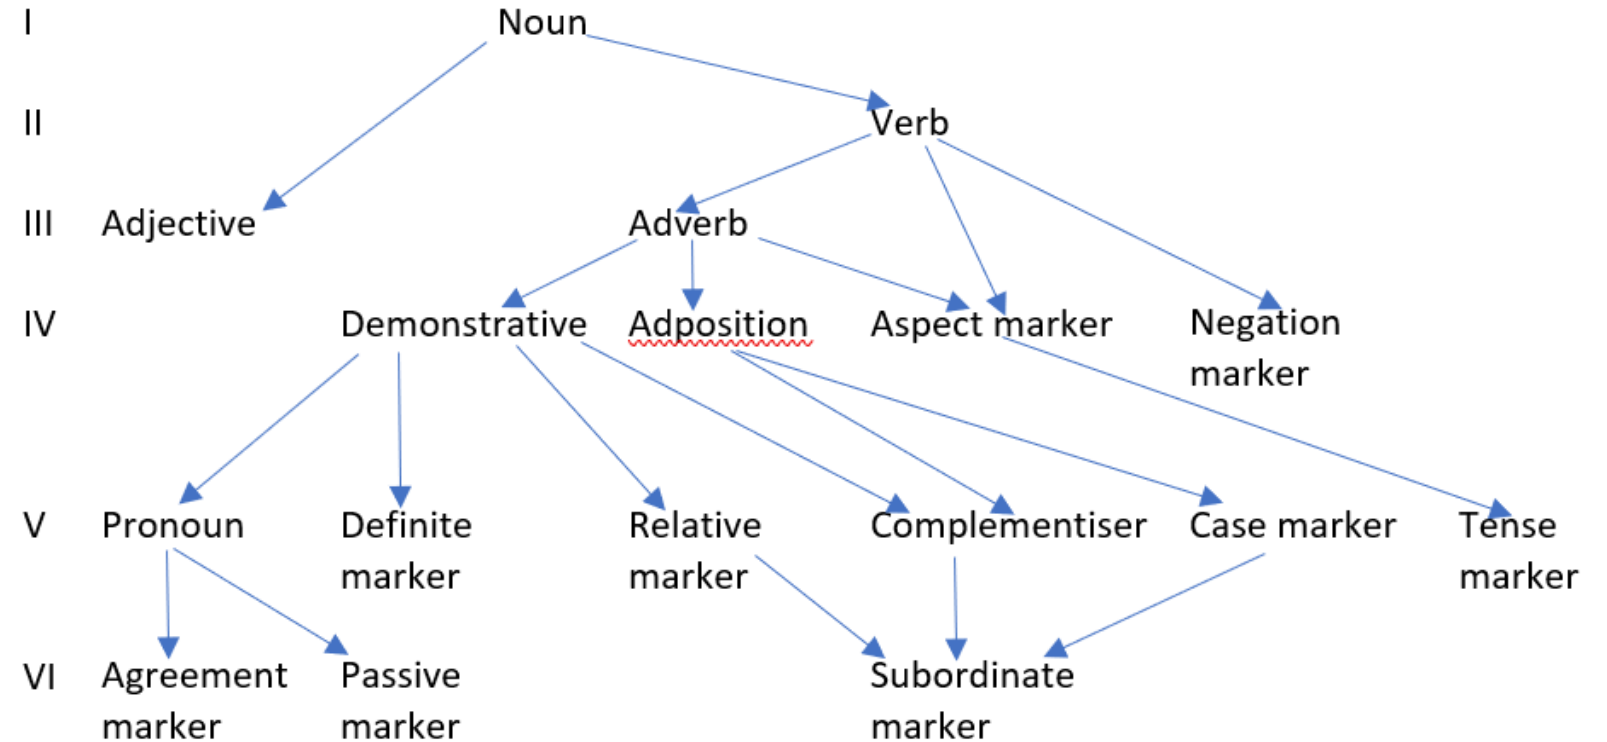 I Noun
II Verb
III Adjective Adverb
IV Demonstrative Adposition Aspect marker Negation
marker
V Pronoun Definite Relative Complementiser Case marker Tense
marker marker marker
VI Agreement Passive Subordinate
marker marker marker